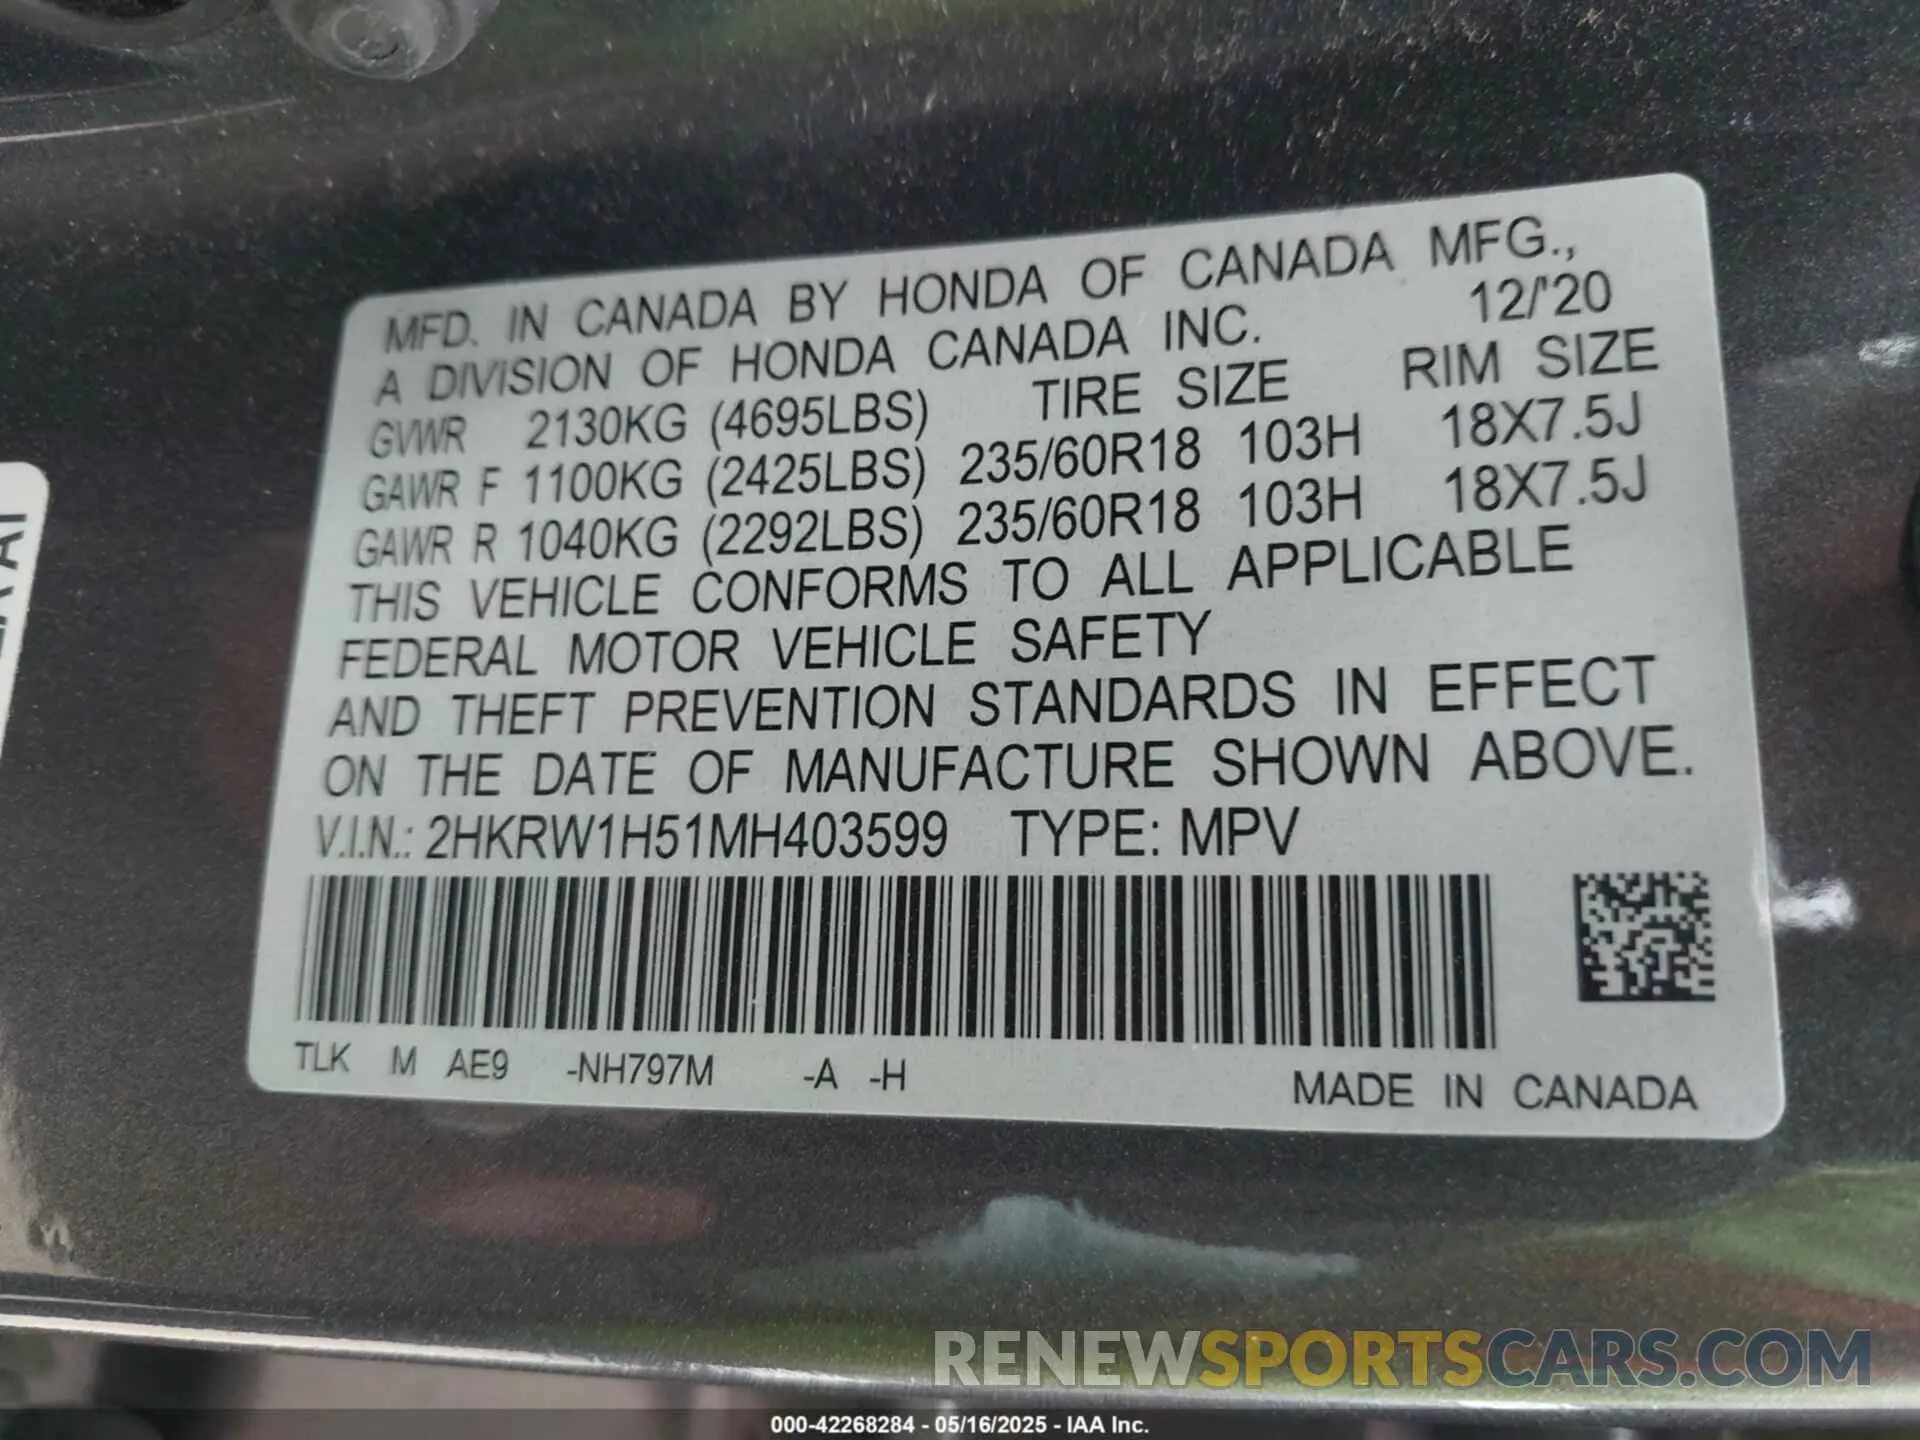 MFD. IN CANADA BY HONDA OF CANADA MFG.,
A DIVISION OF HONDA CANADA INC. 12/'20
GVWR 2130KG (4695LBS) TIRE SIZE RIM SIZE
GAWR F 1100KG (2425LBS) 235/60R18 103H 18X7.5J
GAWR R 1040KG (2292LBS) 235/60R18 103H 18X7.5J
THIS VEHICLE CONFORMS TO ALL APPLICABLE
FEDERAL MOTOR VEHICLE SAFETY
AND THEFT PREVENTION STANDARDS IN EFFECT
ON THE DATE OF MANUFACTURE SHOWN ABOVE.
V.I.N.: 2HKRW1H51MH403599 TYPE: MPV
TLK M AE9 -NH797M -A -H
MADE IN CANADA
RENEWSPORTSCARS.COM
000-42268284 - 05/16/2025 - IAA Inc.